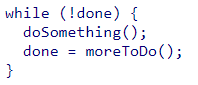 while (!done) {
  doSomething();
  done = moreToDo();
}